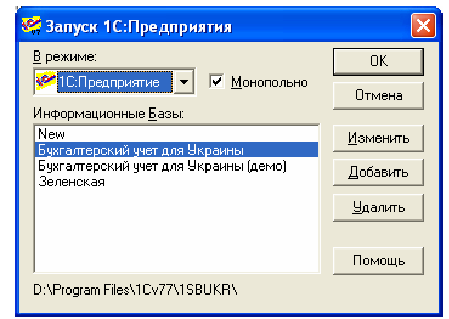 Запуск 1С:Предприятия
В режиме:
1С:Предприятие
Монопольно
OK
Отмена
Информационные Базы:
New
Бухгалтерский учет для Украины
Бухгалтерский учет для Украины (демо)
Зеленская
Изменить
Добавить
Удалить
Помощь
D:\Program Files\1Cv77\1SBUKR\